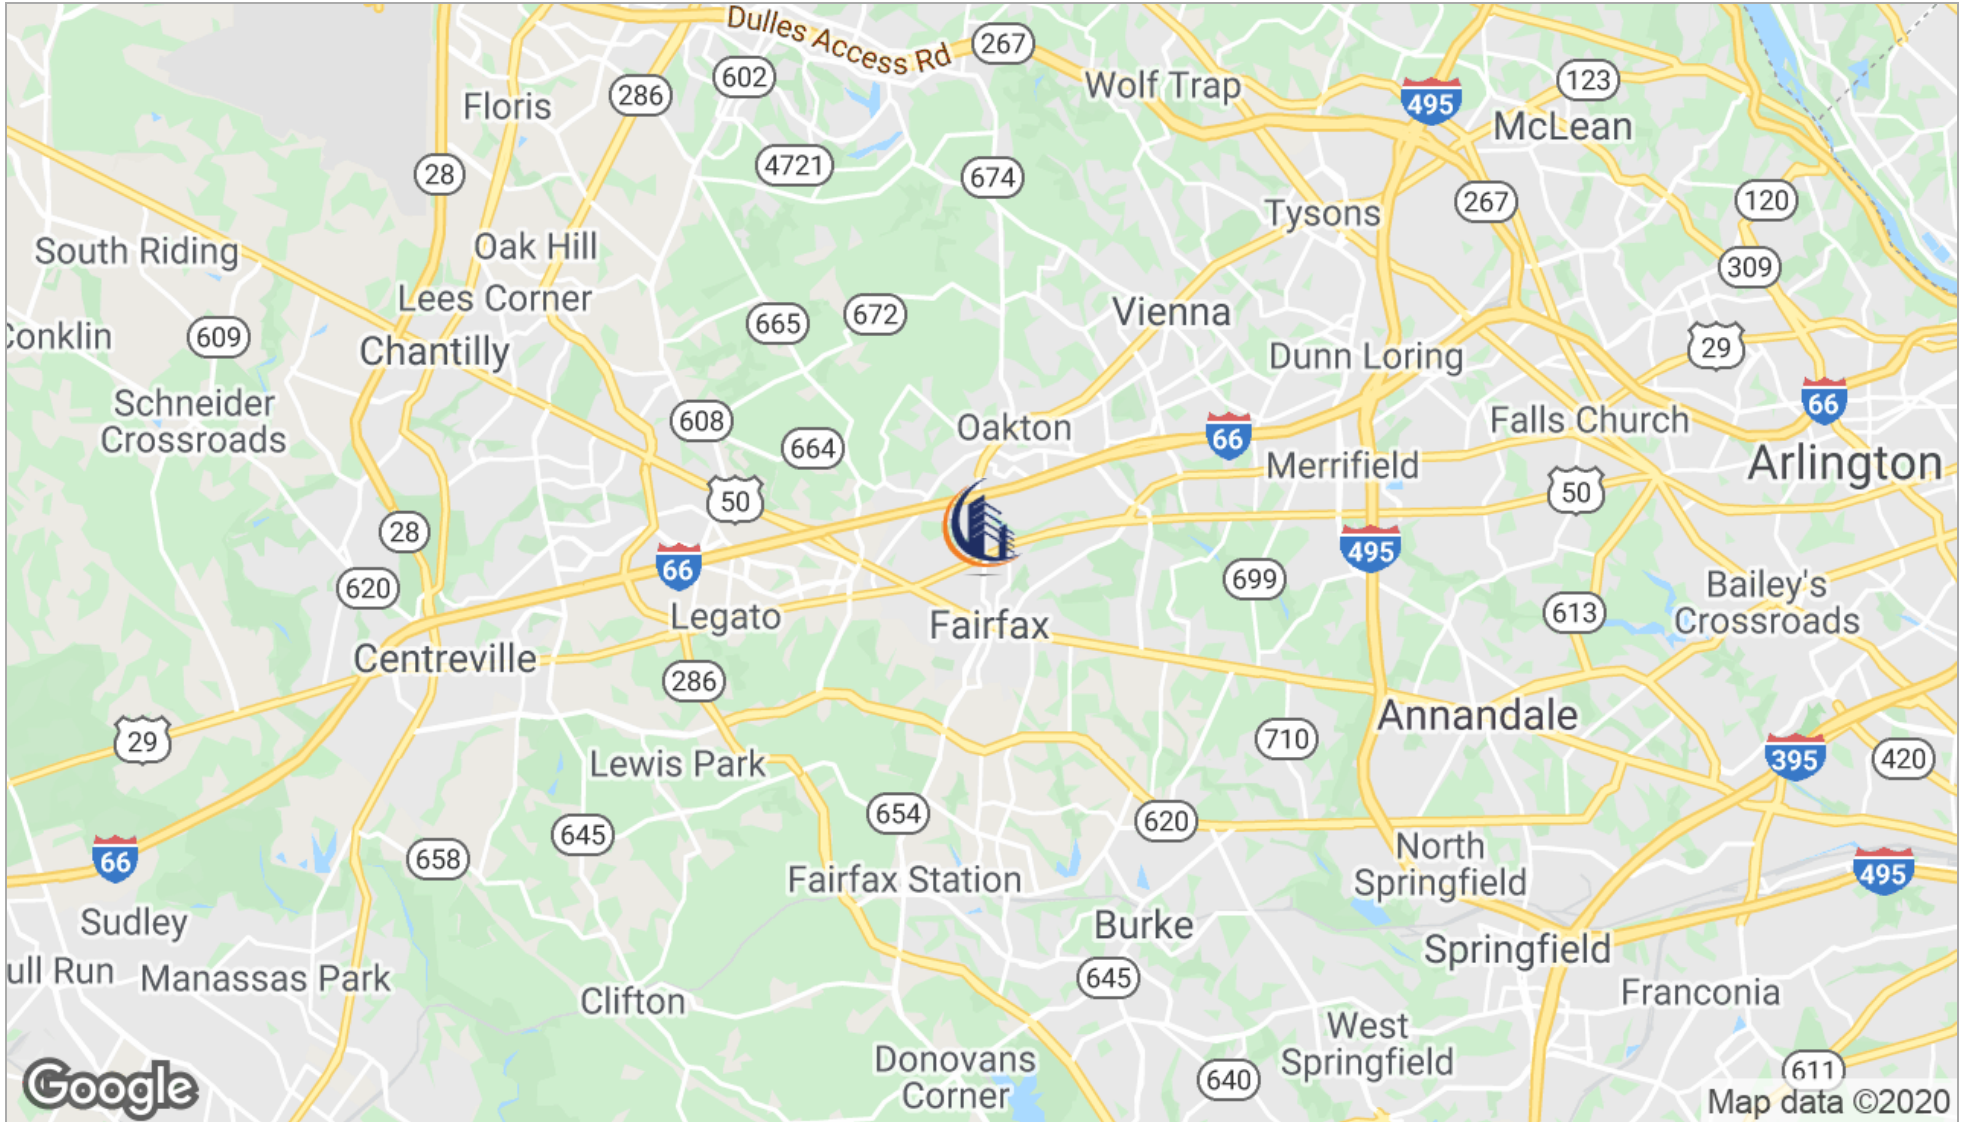 Dulles Access Rd
267
602
286
Floris
Wolf Trap
495
123
McLean
4721
28
674
120
267
Tysons
South Riding
Oak Hill
309
Lees Corner
665
672
Vienna
Conklin
609
Chantilly
29
Dunn Loring
Schneider
Crossroads
66
608
Oakton
Falls Church
664
66
Merrifield
Arlington
50
50
28
495
66
620
699
Bailey's
Crossroads
613
Legato
Fairfax
Centreville
286
Annandale
29
710
395
420
Lewis Park
654
620
645
North
Springfield
66
658
495
Fairfax Station
Sudley
Burke
Springfield
ull Run
Manassas Park
645
Franconia
Clifton
West
Springfield
Donovans
Corner
640
611
Google
Map data ©2020